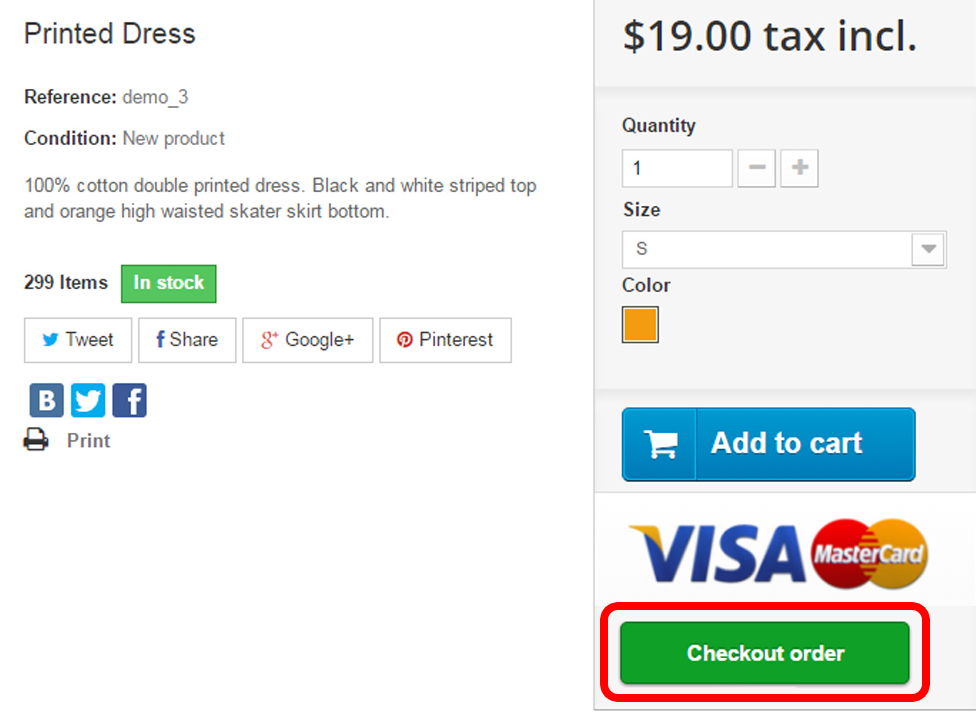 Printed Dress
Reference: demo_3
Condition: New product
100% cotton double printed dress. Black and white striped top
and orange high waisted skater skirt bottom.
299 Items In stock
Tweet f Share g+ Google+ Pinterest
B f
Print
$19.00 tax incl.
Quantity
1
Size
S
Color
Add to cart
VISA MasterCard
Checkout order